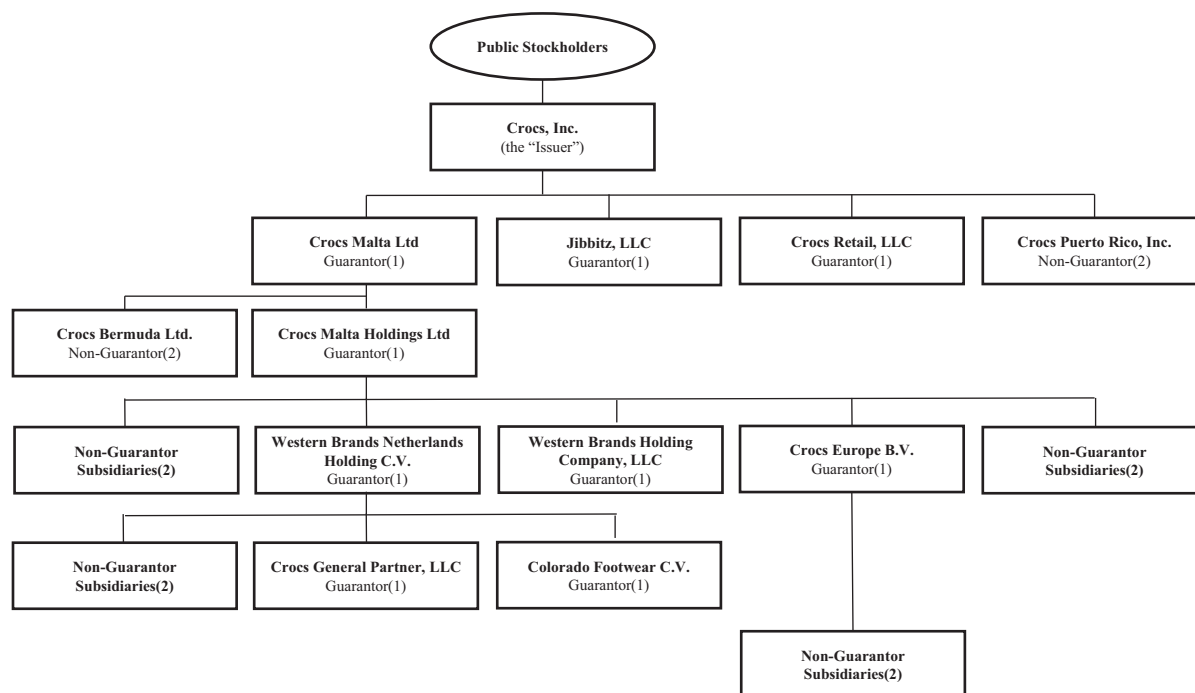 Public Stockholders
Crocs, Inc.
(the “Issuer”)
Crocs Malta Ltd
Guarantor(1)
Jibbitz, LLC
Guarantor(1)
Crocs Retail, LLC
Guarantor(1)
Crocs Puerto Rico, Inc.
Non-Guarantor(2)
Crocs Bermuda Ltd.
Non-Guarantor(2)
Crocs Malta Holdings Ltd
Guarantor(1)
Non-Guarantor
Subsidiaries(2)
Western Brands Netherlands
Holding C.V.
Guarantor(1)
Western Brands Holding
Company, LLC
Guarantor(1)
Crocs Europe B.V.
Guarantor(1)
Non-Guarantor
Subsidiaries(2)
Non-Guarantor
Subsidiaries(2)
Crocs General Partner, LLC
Guarantor(1)
Colorado Footwear C.V.
Guarantor(1)
Non-Guarantor
Subsidiaries(2)